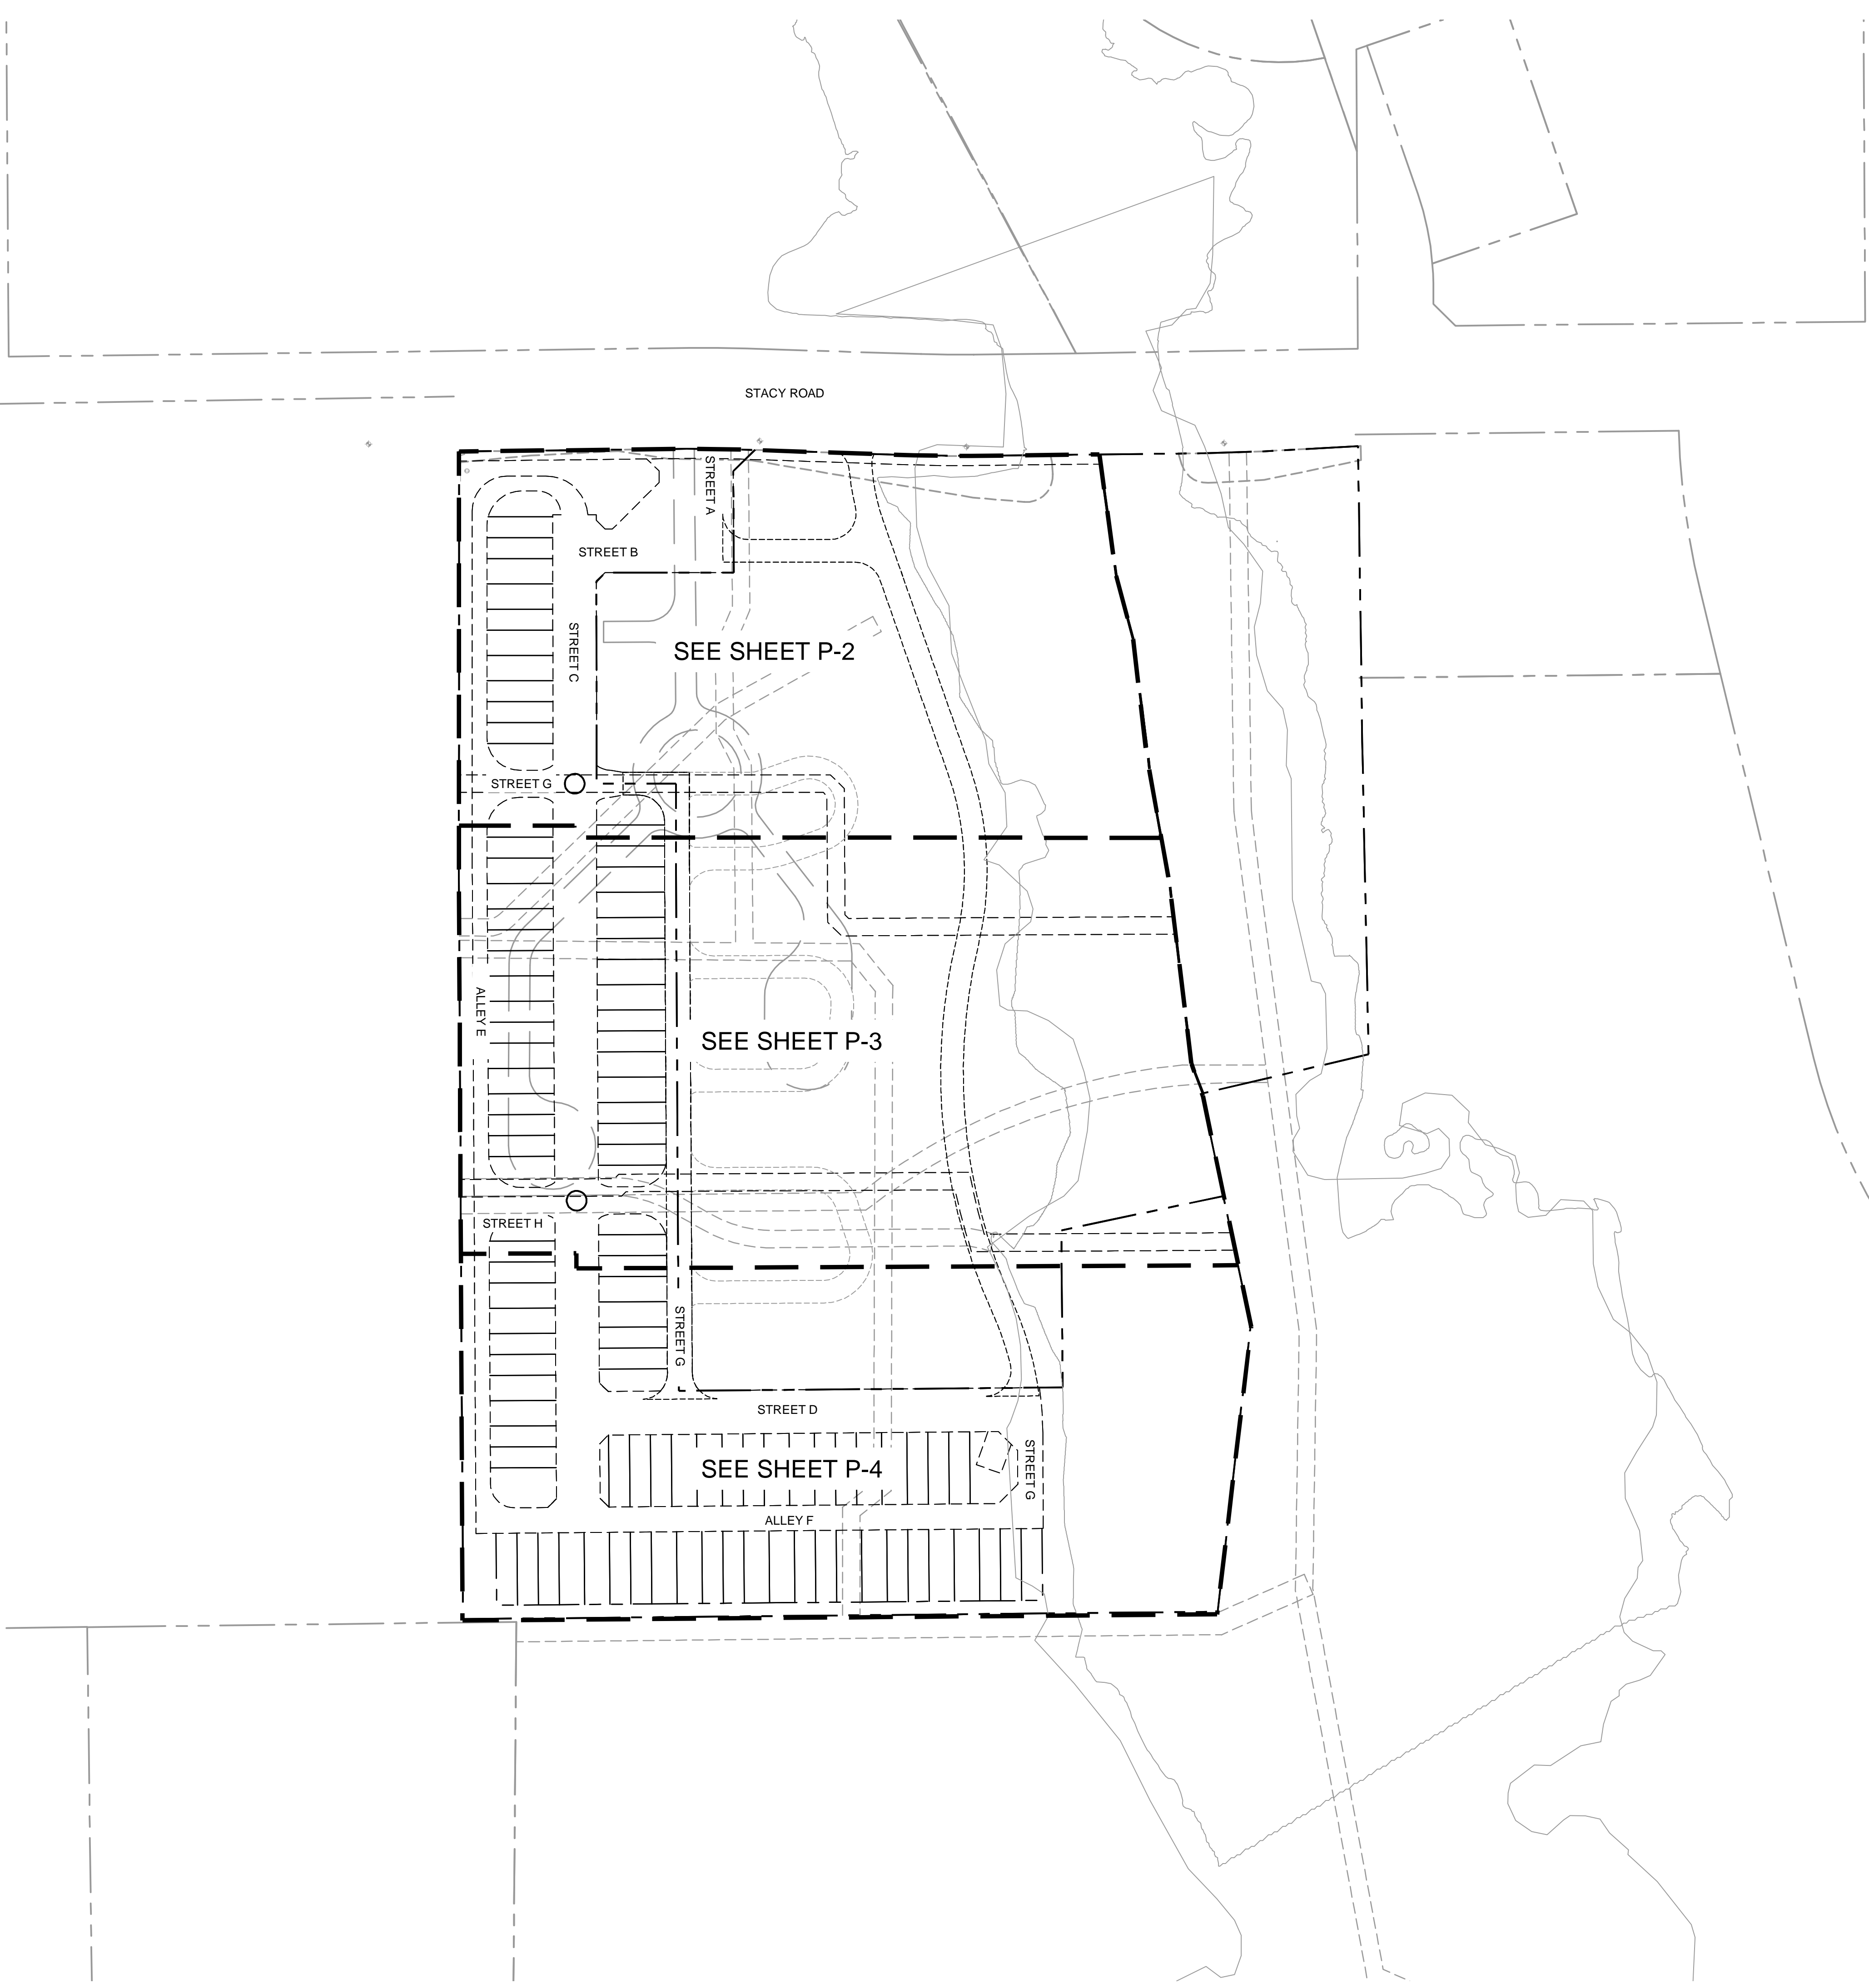 STACY ROAD
STREET A
STREET B
STREET C
SEE SHEET P-2
STREET G
ALLEY E
SEE SHEET P-3
STREET H
STREET G
STREET D
SEE SHEET P-4
STREET G
ALLEY F